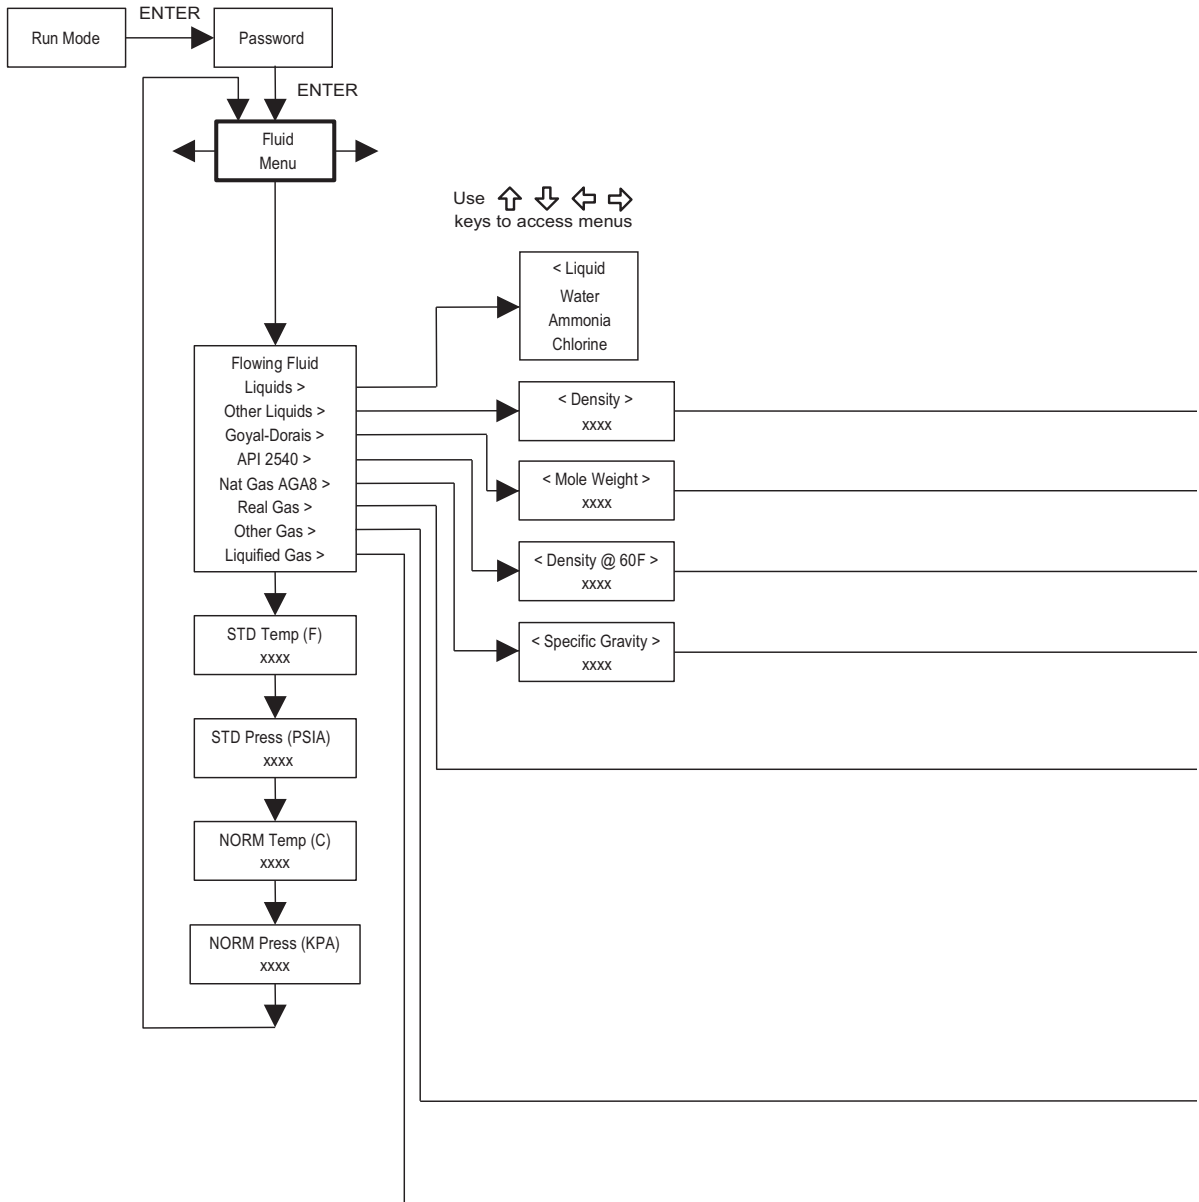 ENTER
Run Mode
Password
ENTER
Fluid
Menu
Use
keys to access menus
< Liquid
Water
Ammonia
Chlorine
Flowing Fluid
Liquids >
Other Liquids >
Goyal-Dorais >
API 2540 >
Nat Gas AGA8 >
Real Gas >
Other Gas >
Liquified Gas >
< Density >
xxxx
< Mole Weight >
xxxx
< Density @ 60F >
xxxx
< Specific Gravity >
xxxx
STD Temp (F)
xxxx
STD Press (PSIA)
xxxx
NORM Temp (C)
xxxx
NORM Press (KPA)
xxxx